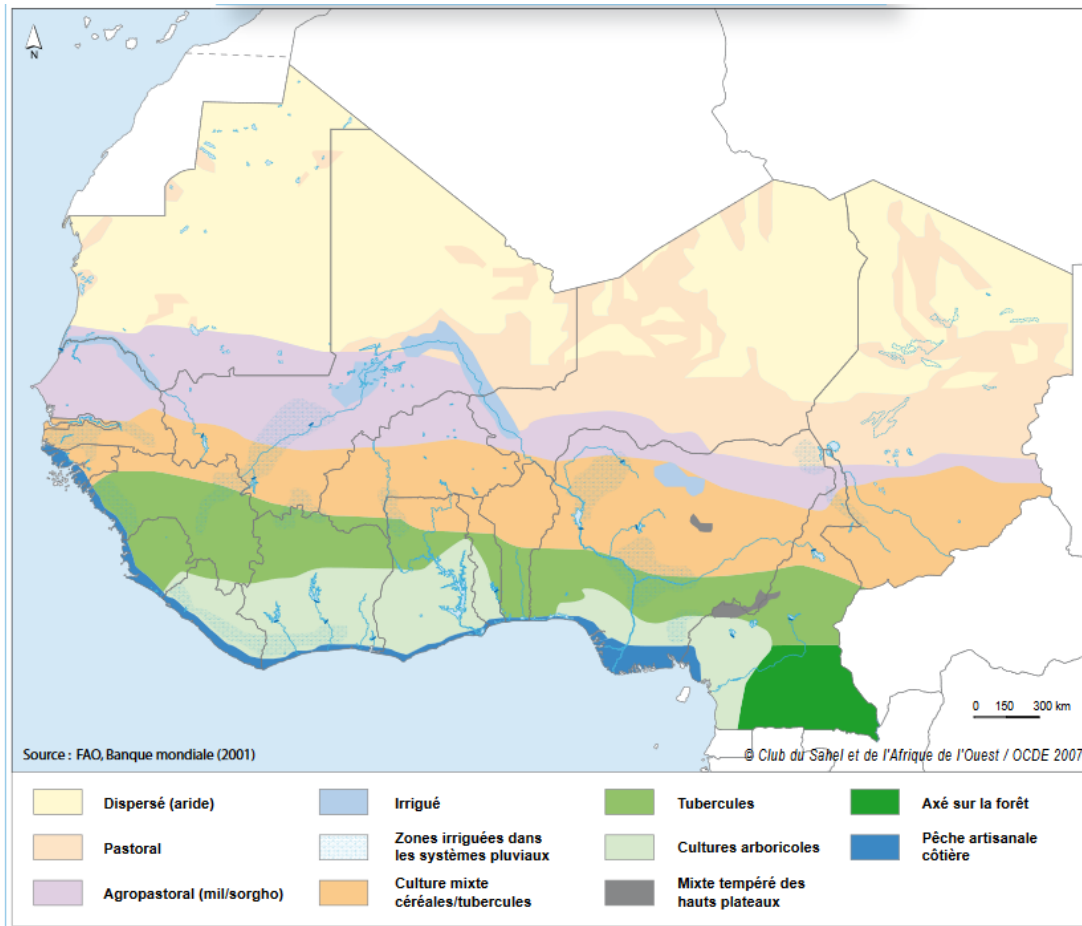 N
0 150 300 km
Source : FAO, Banque mondiale (2001)
© Club du Sahel et de l'Afrique de l'Ouest / OCDE 2007
Dispersé (aride)
Pastoral
Agropastoral (mil/sorgho)
Irrigué
Zones irriguées dans
les systèmes pluviaux
Culture mixte
céréales/tubercules
Tubercules
Cultures arboricoles
Mixte tempéré des
hauts plateaux
Axé sur la forêt
Pêche artisanale
côtière